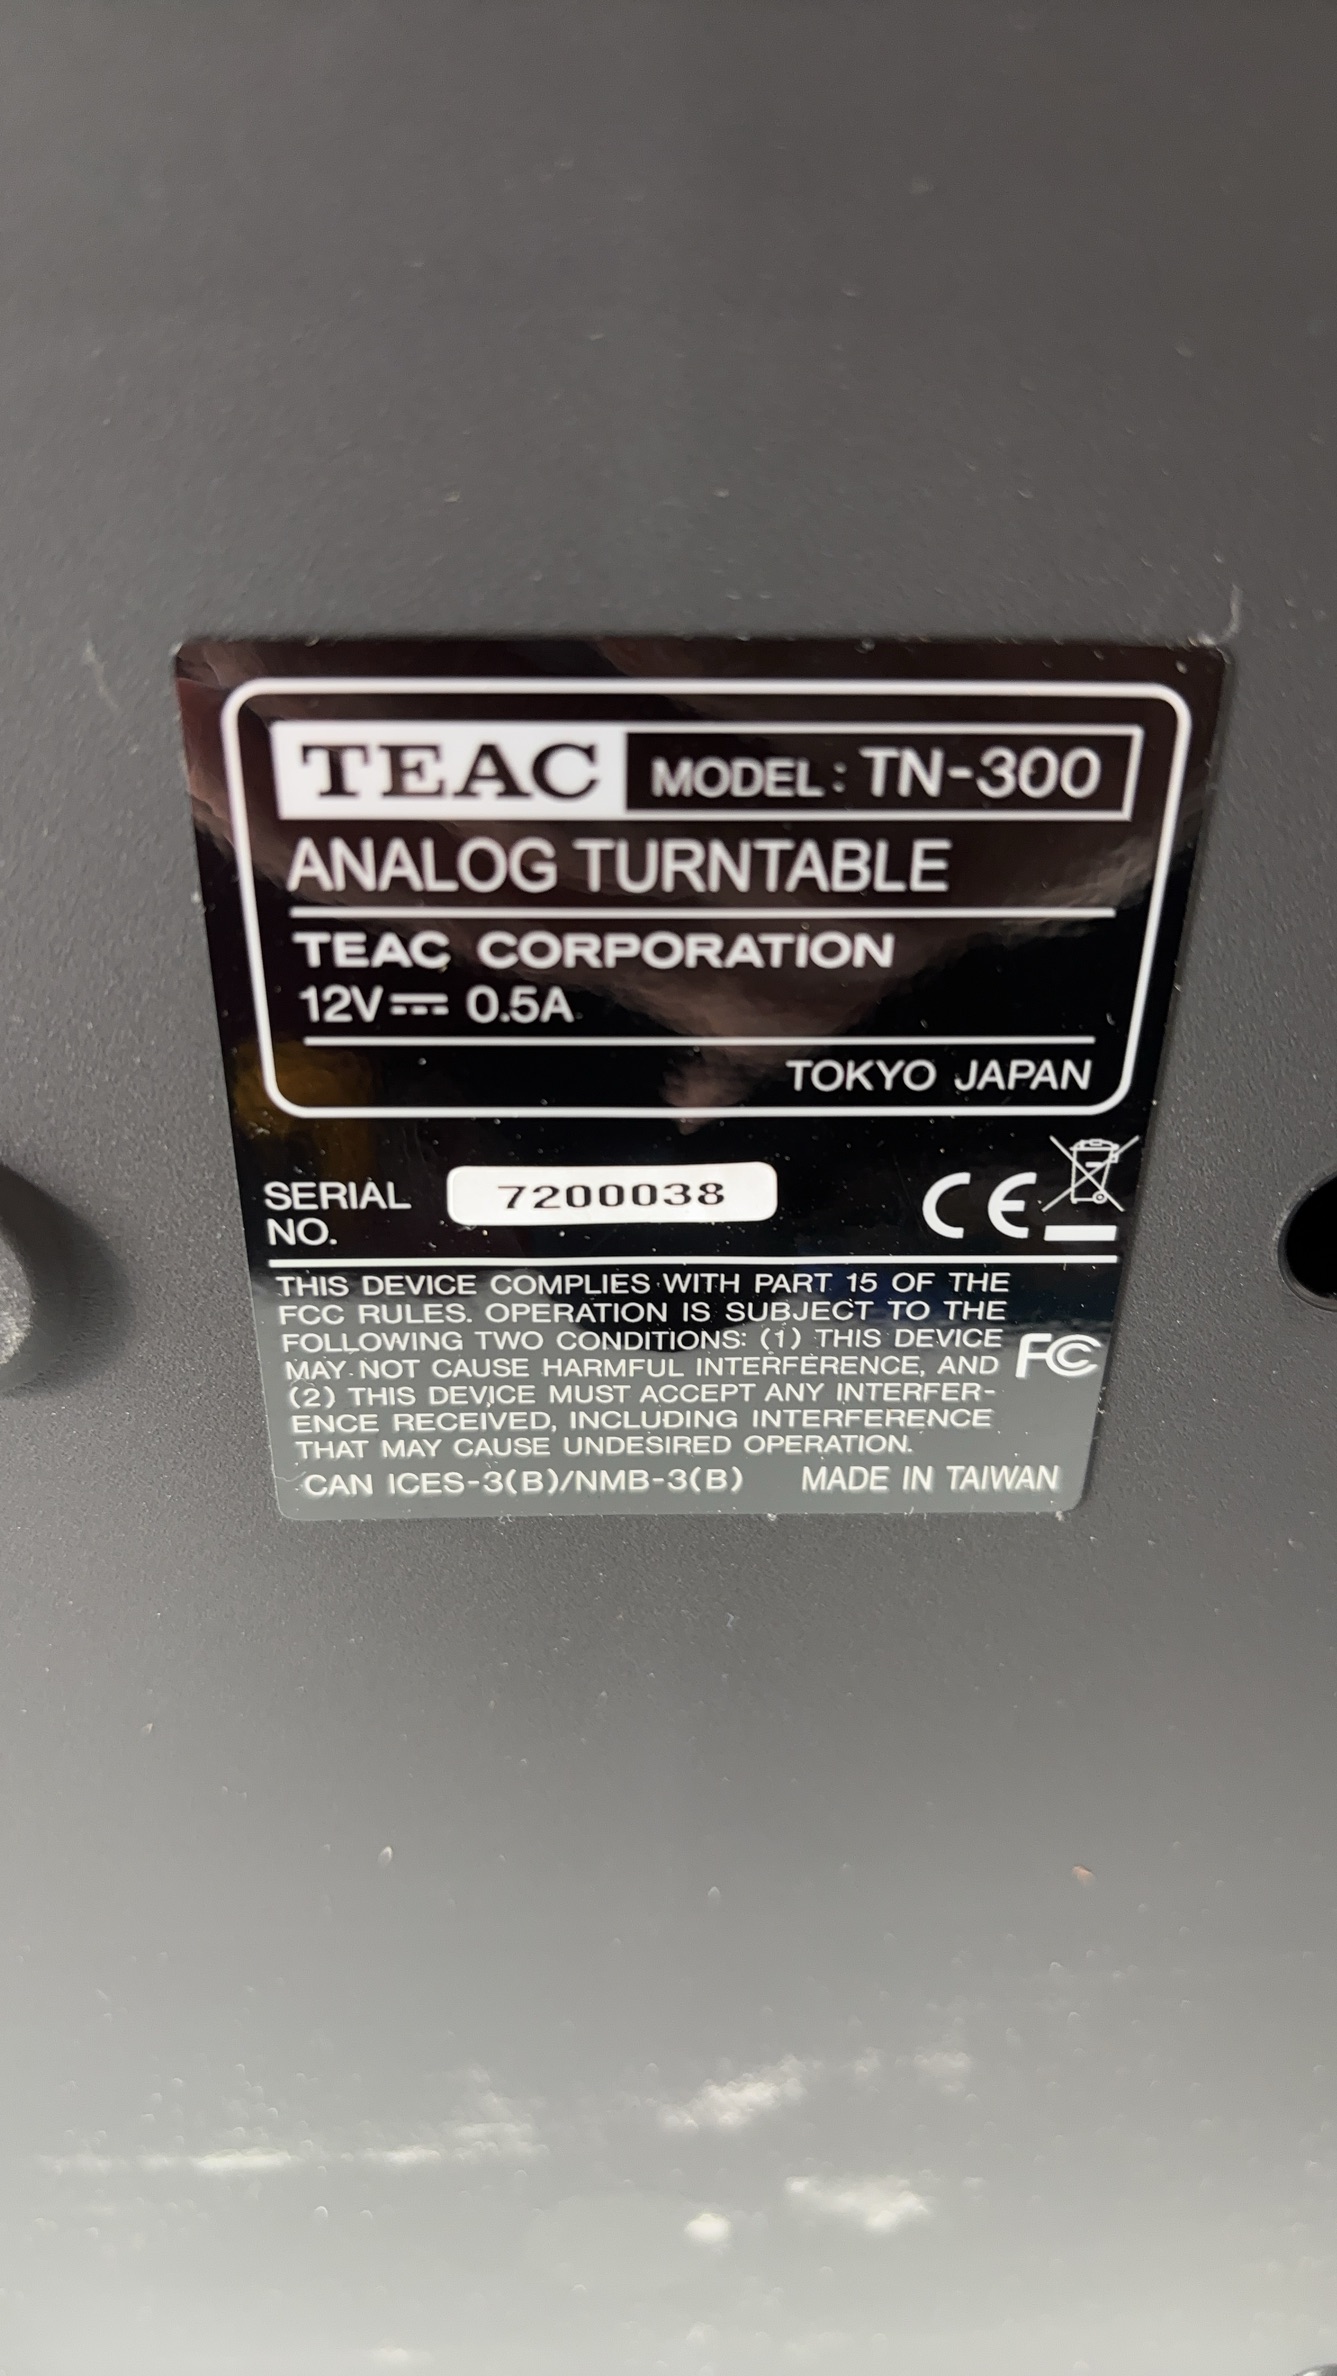 TEAC MODEL : TN-300
ANALOG TURNTABLE
TEAC CORPORATION
12V⎓ 0.5A
TOKYO JAPAN
SERIAL NO. 7200038
CE
THIS DEVICE COMPLIES WITH PART 15 OF THE
FCC RULES. OPERATION IS SUBJECT TO THE
FOLLOWING TWO CONDITIONS: (1) THIS DEVICE
MAY NOT CAUSE HARMFUL INTERFERENCE, AND
(2) THIS DEVICE MUST ACCEPT ANY INTERFER-
ENCE RECEIVED, INCLUDING INTERFERENCE
THAT MAY CAUSE UNDESIRED OPERATION.
FC
CAN ICES-3(B)/NMB-3(B) MADE IN TAIWAN